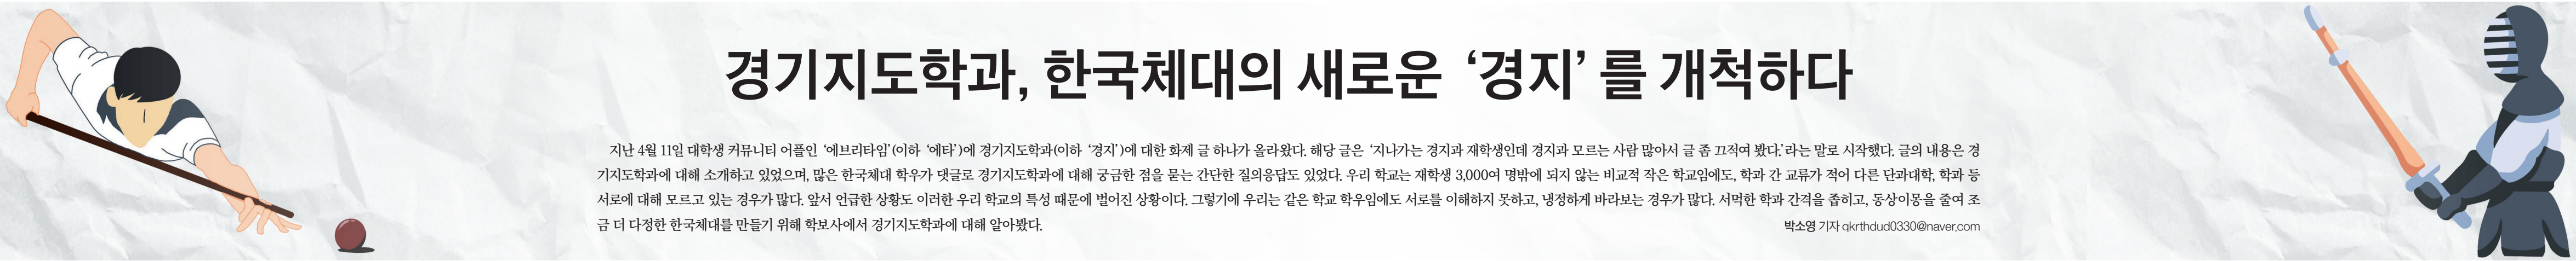 경기지도학과, 한국체대의 새로운 ‘경지’를 개척하다
지난 4월 11일 대학생 커뮤니티 어플인 ‘에브리타임’(이하 ‘에타’)에 경기지도학과(이하 ‘경지’)에 대한 화제 글 하나가 올라왔다. 해당 글은 ‘지나가는 경지과 재학생인데 경지과 모르는 사람 많아서 글 좀 끄적여 봤다.’라는 말로 시작했다. 글의 내용은 경
기지도학과에 대해 소개하고 있었으며, 많은 한국체대 학우가 댓글로 경기지도학과에 대해 궁금한 점을 묻는 간단한 질의응답도 있었다. 우리 학교는 재학생 3,000여 명밖에 되지 않는 비교적 작은 학교임에도, 학과 간 교류가 적어 다른 단과대학, 학과 등
서로에 대해 모르고 있는 경우가 많다. 앞서 언급한 상황도 이러한 우리 학교의 특성 때문에 벌어진 상황이다. 그렇기에 우리는 같은 학교 학우임에도 서로를 이해하지 못하고, 냉정하게 바라보는 경우가 많다. 서먹한 학과 간격을 좁히고, 동상이몽을 줄여 조
금 더 다정한 한국체대를 만들기 위해 학보사에서 경기지도학과에 대해 알아봤다.
박소영 기자 qkrthdud0330@naver.com